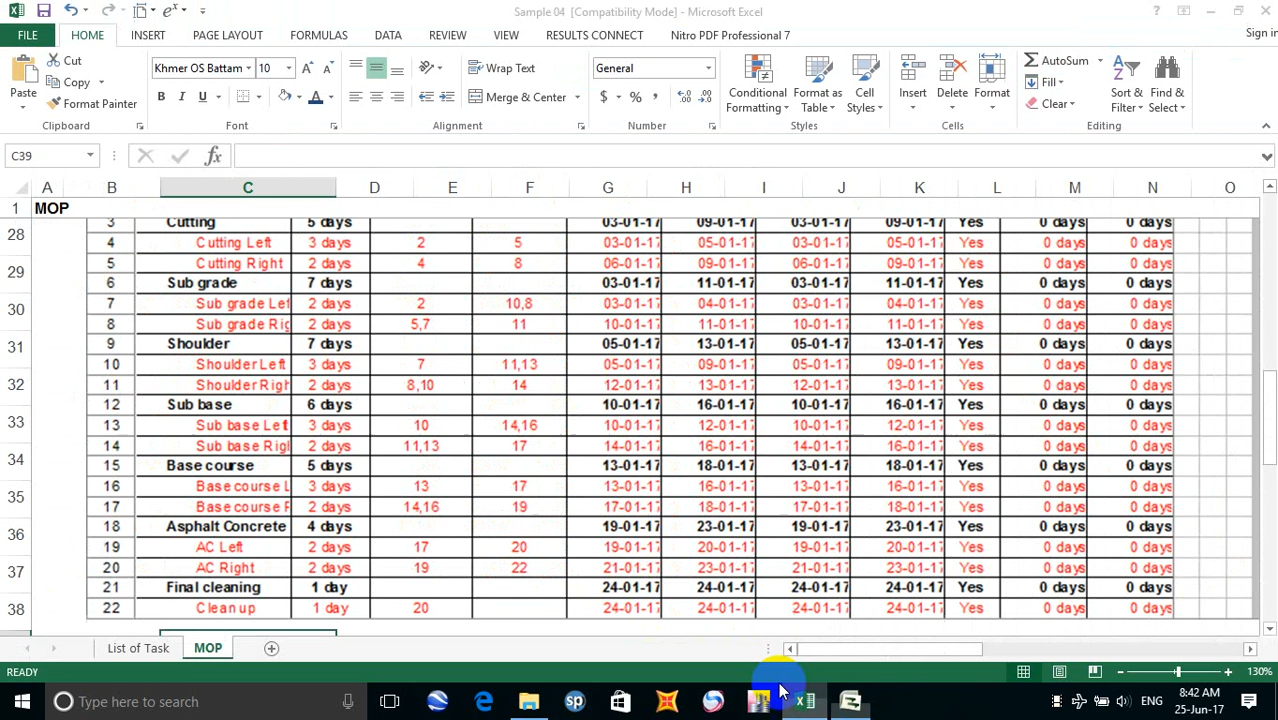 Sample 04 [Compatibility Mode] - Microsoft Excel
FILE HOME INSERT PAGE LAYOUT FORMULAS DATA REVIEW VIEW RESULTS CONNECT Nitro PDF Professional 7 Sign in
Paste Cut Copy Format Painter
Khmer OS Battam 10
B I U A
Wrap Text
Merge & Center
General
$ % ,
Conditional Formatting Format as Table Cell Styles
Insert Delete Format
AutoSum Fill Clear
Sort & Filter Find & Select
Clipboard Font Alignment Number Styles Cells Editing
C39 fx
A B C D E F G H I J K L M N O
1 MOP
3 Cutting 5 days 03-01-17 09-01-17 03-01-17 09-01-17 Yes 0 days 0 days
28 4 Cutting Left 3 days 2 5 03-01-17 05-01-17 03-01-17 05-01-17 Yes 0 days 0 days
29 5 Cutting Right 2 days 4 8 06-01-17 09-01-17 06-01-17 09-01-17 Yes 0 days 0 days
6 Sub grade 7 days 03-01-17 11-01-17 03-01-17 11-01-17 Yes 0 days 0 days
30 7 Sub grade Lef 2 days 2 10,8 03-01-17 04-01-17 03-01-17 04-01-17 Yes 0 days 0 days
8 Sub grade Rig 2 days 5,7 11 10-01-17 11-01-17 10-01-17 11-01-17 Yes 0 days 0 days
31 9 Shoulder 7 days 05-01-17 13-01-17 05-01-17 13-01-17 Yes 0 days 0 days
10 Shoulder Left 3 days 7 11,13 05-01-17 09-01-17 05-01-17 09-01-17 Yes 0 days 0 days
32 11 Shoulder Righ 2 days 8,10 14 12-01-17 13-01-17 12-01-17 13-01-17 Yes 0 days 0 days
12 Sub base 6 days 10-01-17 16-01-17 10-01-17 16-01-17 Yes 0 days 0 days
33 13 Sub base Left 3 days 10 14,16 10-01-17 12-01-17 10-01-17 12-01-17 Yes 0 days 0 days
34 14 Sub base Righ 2 days 11,13 17 14-01-17 16-01-17 14-01-17 16-01-17 Yes 0 days 0 days
15 Base course 5 days 13-01-17 18-01-17 13-01-17 18-01-17 Yes 0 days 0 days
35 16 Base course L 3 days 13 17 13-01-17 16-01-17 13-01-17 16-01-17 Yes 0 days 0 days
17 Base course F 2 days 14,16 19 17-01-17 18-01-17 17-01-17 18-01-17 Yes 0 days 0 days
36 18 Asphalt Concrete 4 days 19-01-17 23-01-17 19-01-17 23-01-17 Yes 0 days 0 days
19 AC Left 2 days 17 20 19-01-17 20-01-17 19-01-17 20-01-17 Yes 0 days 0 days
37 20 AC Right 2 days 19 22 21-01-17 23-01-17 21-01-17 23-01-17 Yes 0 days 0 days
21 Final cleaning 1 day 24-01-17 24-01-17 24-01-17 24-01-17 Yes 0 days 0 days
38 22 Clean up 1 day 20 24-01-17 24-01-17 24-01-17 24-01-17 Yes 0 days 0 days
List of Task MOP
READY 130%
Type here to search ENG 8:42 AM
25-Jun-17